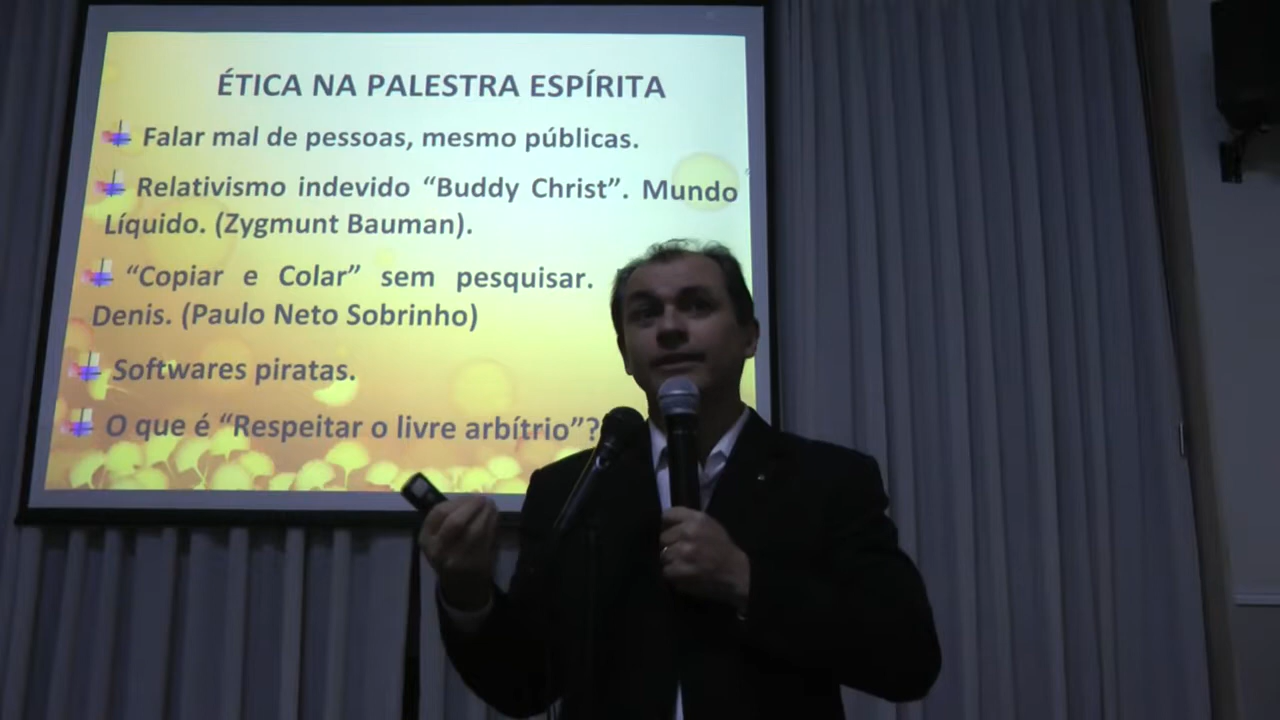 ÉTICA NA PALESTRA ESPÍRITA
Falar mal de pessoas, mesmo públicas.
Relativismo indevido “Buddy Christ”. Mundo
Líquido. (Zygmunt Bauman).
“Copiar e Colar” sem pesquisar.
Denis. (Paulo Neto Sobrinho)
Softwares piratas.
O que é “Respeitar o livre arbítrio”?